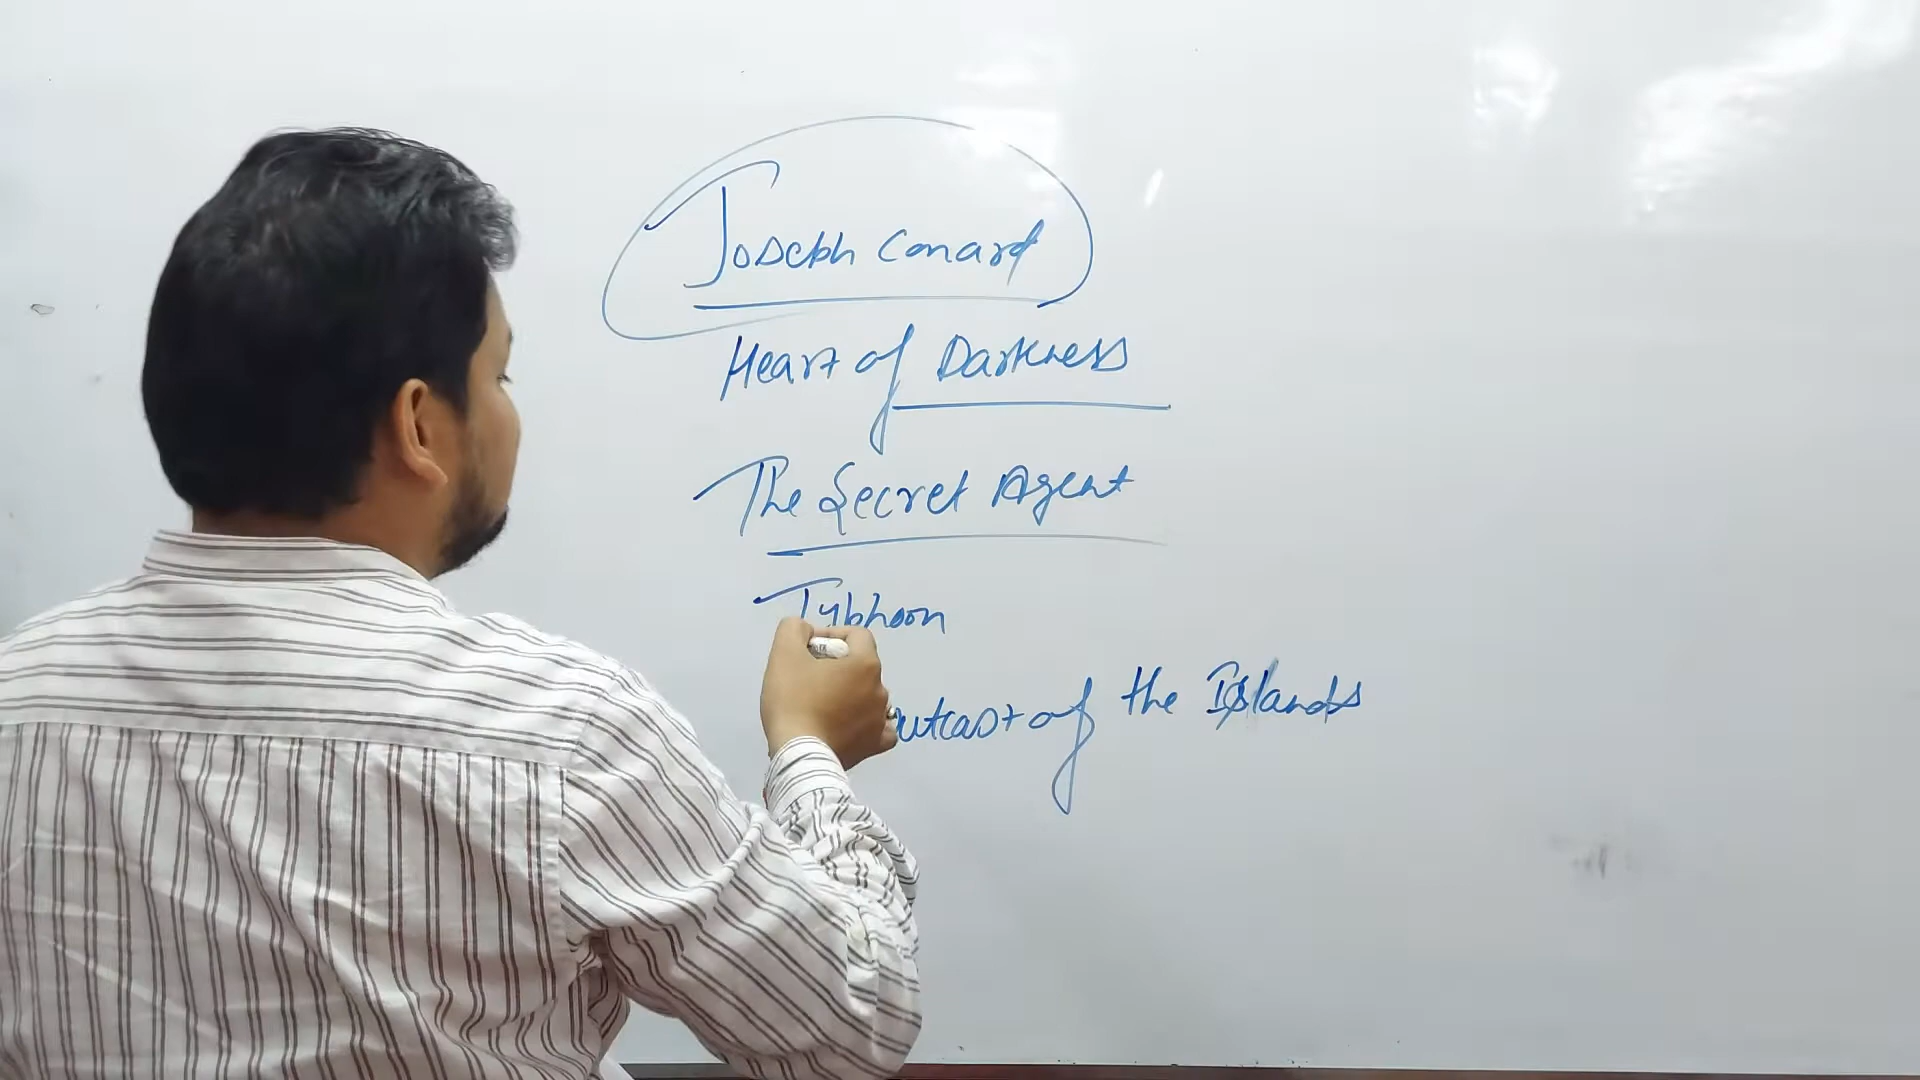 Joseph Conard
Heart of Darkness
The Secret Agent
Typhoon
utcast of the Islands